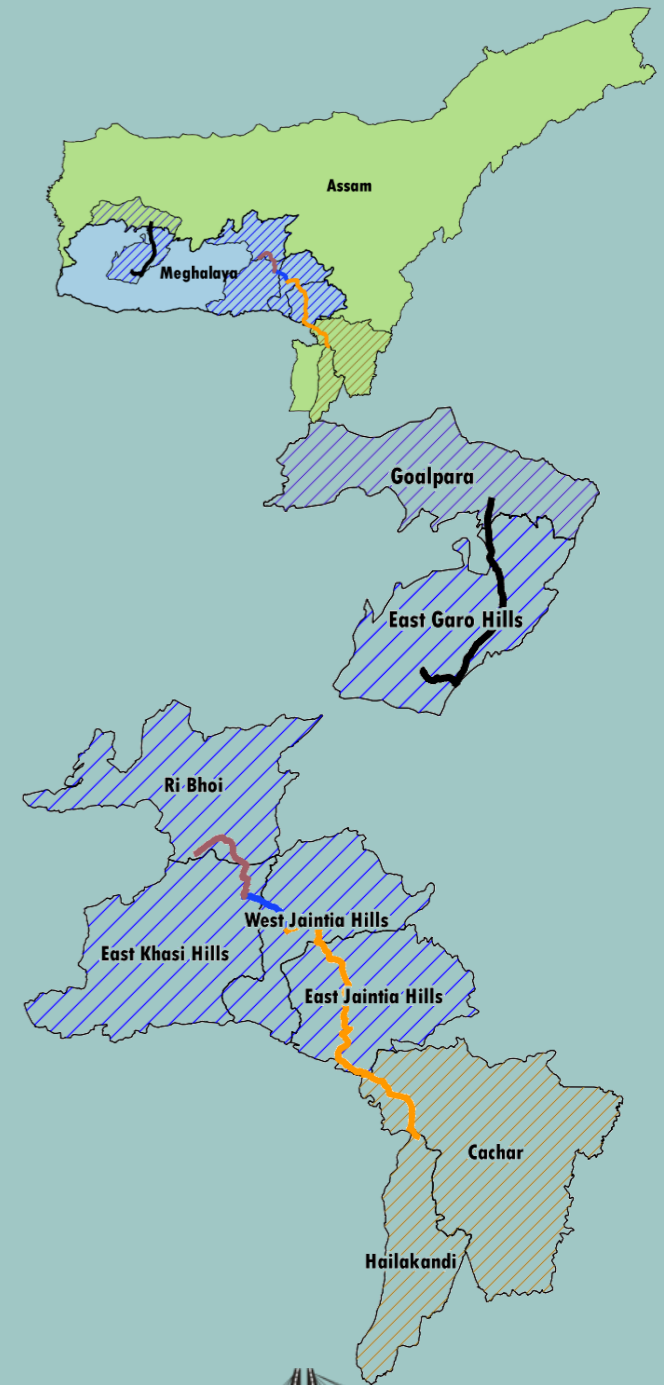 Assam
Meghalaya
Goalpara
East Garo Hills
Ri Bhoi
West Jaintia Hills
East Khasi Hills
East Jaintia Hills
Cachar
Hailakandi